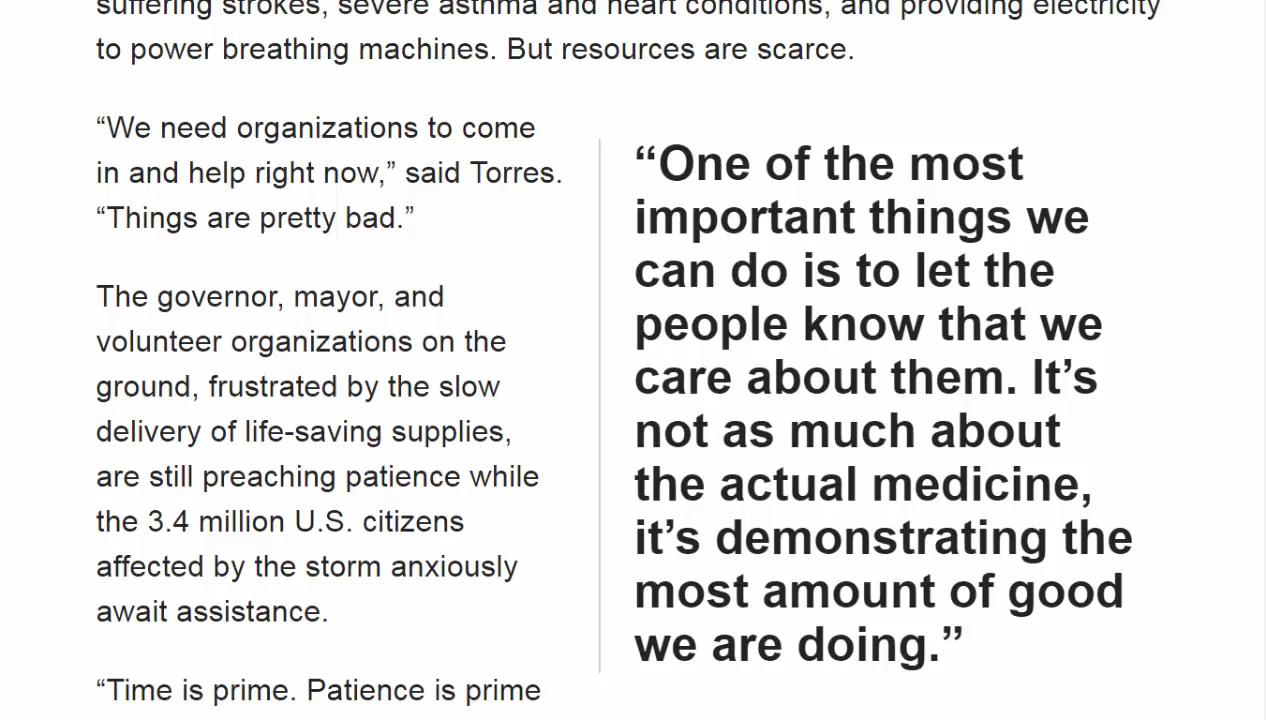 suffering strokes, severe asthma and heart conditions, and providing electricity
to power breathing machines. But resources are scarce.
“We need organizations to come
in and help right now,” said Torres.
“Things are pretty bad.”
The governor, mayor, and
volunteer organizations on the
ground, frustrated by the slow
delivery of life-saving supplies,
are still preaching patience while
the 3.4 million U.S. citizens
affected by the storm anxiously
await assistance.
“Time is prime. Patience is prime
“One of the most
important things we
can do is to let the
people know that we
care about them. It’s
not as much about
the actual medicine,
it’s demonstrating the
most amount of good
we are doing.”